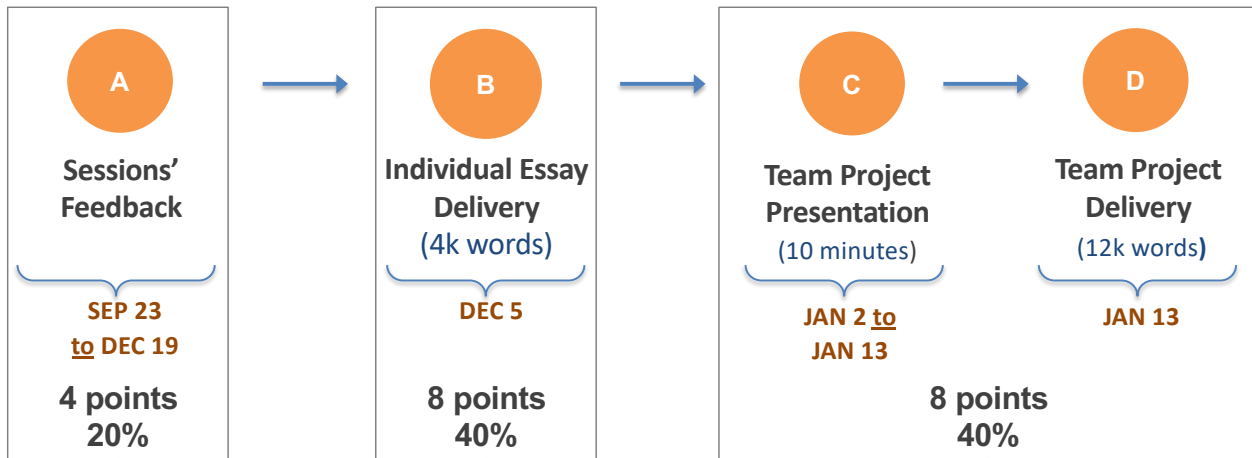 A
Sessions’
Feedback
SEP 23
to DEC 19
4 points
20%
B
Individual Essay
Delivery
(4k words)
DEC 5
8 points
40%
C
Team Project
Presentation
(10 minutes)
JAN 2 to
JAN 13
D
Team Project
Delivery
(12k words)
JAN 13
8 points
40%